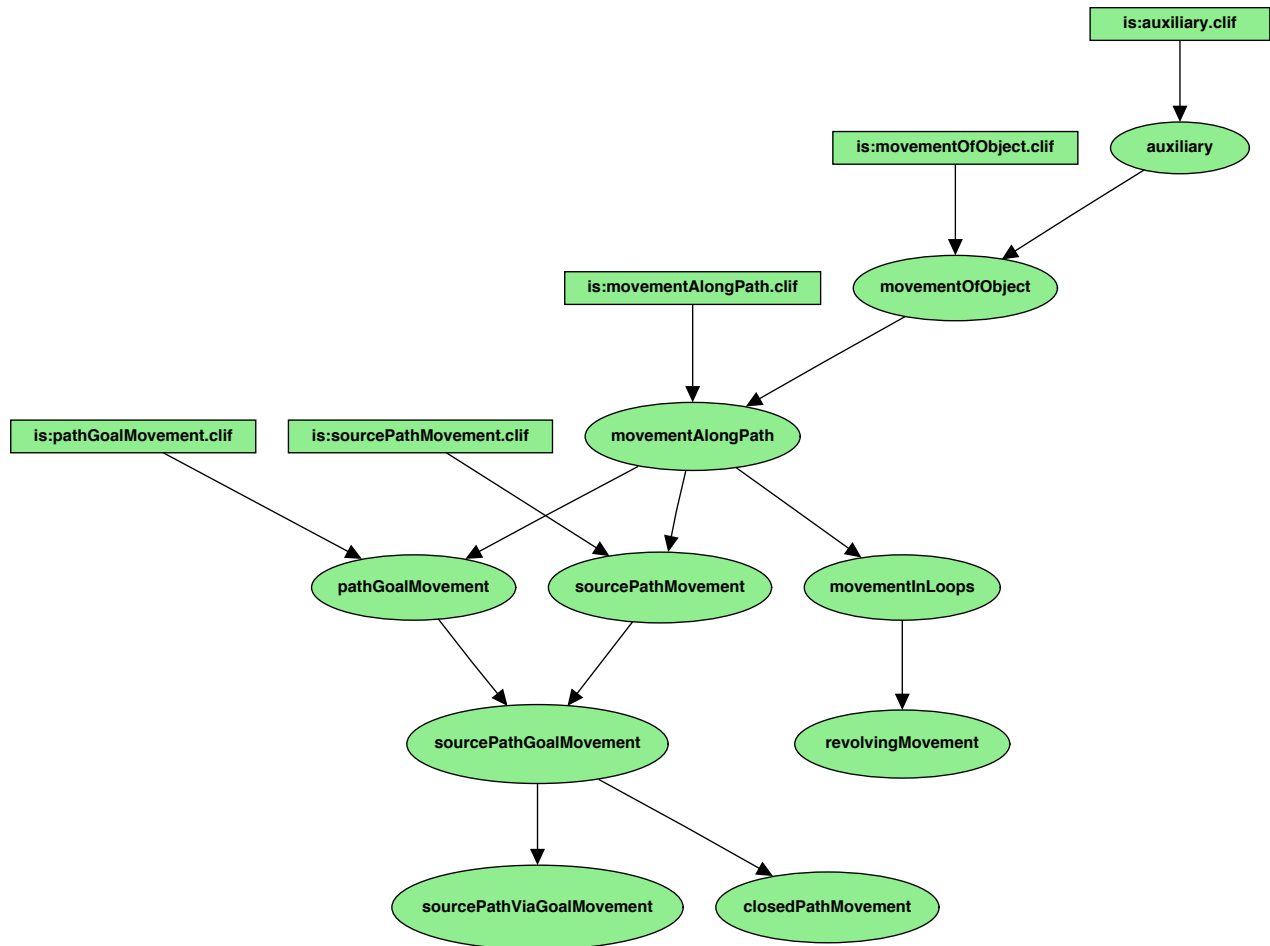 is:auxiliary.clif
is:movementOfObject.clif
auxiliary
is:movementAlongPath.clif
movementOfObject
is:pathGoalMovement.clif
is:sourcePathMovement.clif
movementAlongPath
pathGoalMovement
sourcePathMovement
movementInLoops
sourcePathGoalMovement
revolvingMovement
sourcePathViaGoalMovement
closedPathMovement